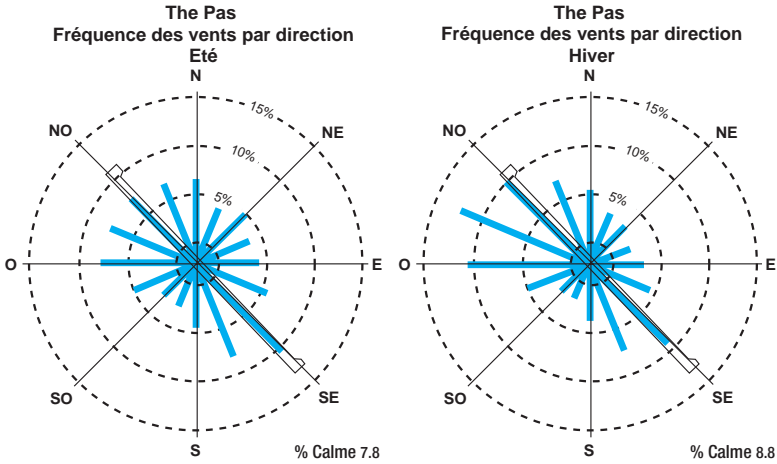 The Pas
Fréquence des vents par direction
Eté
N
15%
NO
NE
10%
5%
O
E
SO
SE
S
% Calme 7.8
The Pas
Fréquence des vents par direction
Hiver
N
15%
NO
NE
10%
5%
O
E
SO
SE
S
% Calme 8.8